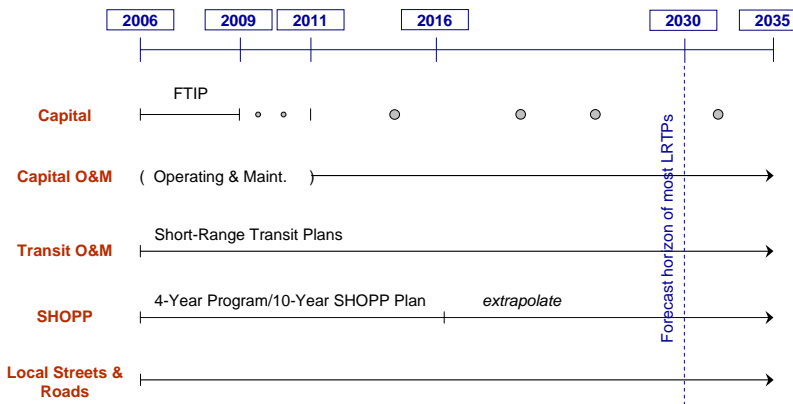 2006 2009 2011 2016 2030 2035
FTIP
Capital
Capital O&M
( Operating & Maint. )
Short-Range Transit Plans
Transit O&M
4-Year Program/10-Year SHOPP Plan extrapolate
SHOPP
Local Streets &
Roads
Forecast horizon of most LRTPs